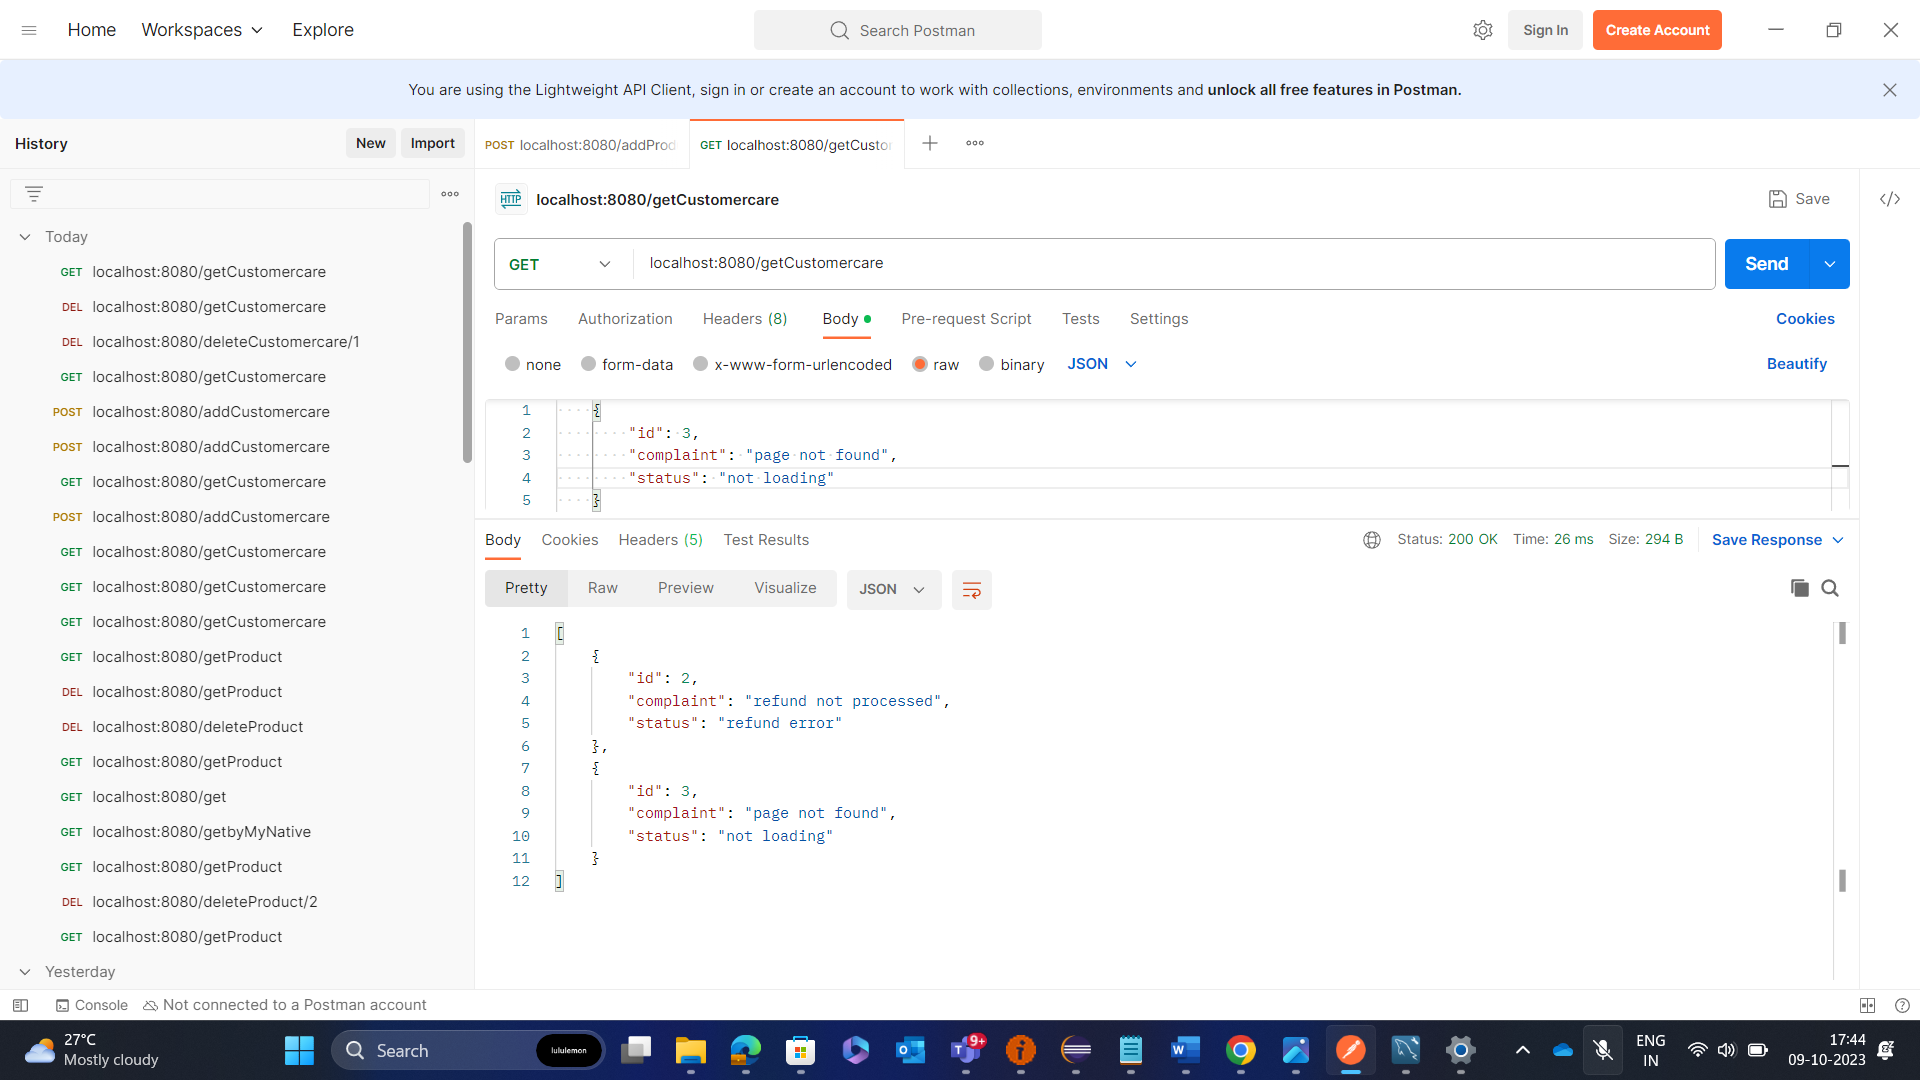 Home Workspaces Explore Search Postman Sign In Create Account
You are using the Lightweight API Client, sign in or create an account to work with collections, environments and unlock all free features in Postman.
History New Import
POST localhost:8080/addProd GET localhost:8080/getCustor
HTTP localhost:8080/getCustomercare Save
Today
GET localhost:8080/getCustomercare
DEL localhost:8080/getCustomercare
DEL localhost:8080/deleteCustomercare/1
GET localhost:8080/getCustomercare
POST localhost:8080/addCustomercare
POST localhost:8080/addCustomercare
GET localhost:8080/getCustomercare
POST localhost:8080/addCustomercare
GET localhost:8080/getCustomercare
GET localhost:8080/getCustomercare
GET localhost:8080/getCustomercare
GET localhost:8080/getProduct
DEL localhost:8080/getProduct
DEL localhost:8080/deleteProduct
GET localhost:8080/getProduct
GET localhost:8080/get
GET localhost:8080/getbyMyNative
GET localhost:8080/getProduct
DEL localhost:8080/deleteProduct/2
GET localhost:8080/getProduct
Yesterday
GET localhost:8080/getCustomercare Send
Params Authorization Headers (8) Body Pre-request Script Tests Settings Cookies
none form-data x-www-form-urlencoded raw binary JSON Beautify
1 {
2 "id": 3,
3 "complaint": "page not found",
4 "status": "not loading"
5 }
Body Cookies Headers (5) Test Results Status: 200 OK Time: 26 ms Size: 294 B Save Response
Pretty Raw Preview Visualize JSON
1 [
2 {
3 "id": 2,
4 "complaint": "refund not processed",
5 "status": "refund error"
6 },
7 {
8 "id": 3,
9 "complaint": "page not found",
10 "status": "not loading"
11 }
12 ]
Console Not connected to a Postman account
27°C
Mostly cloudy
Search lululemon 9+
ENG
IN
17:44
09-10-2023